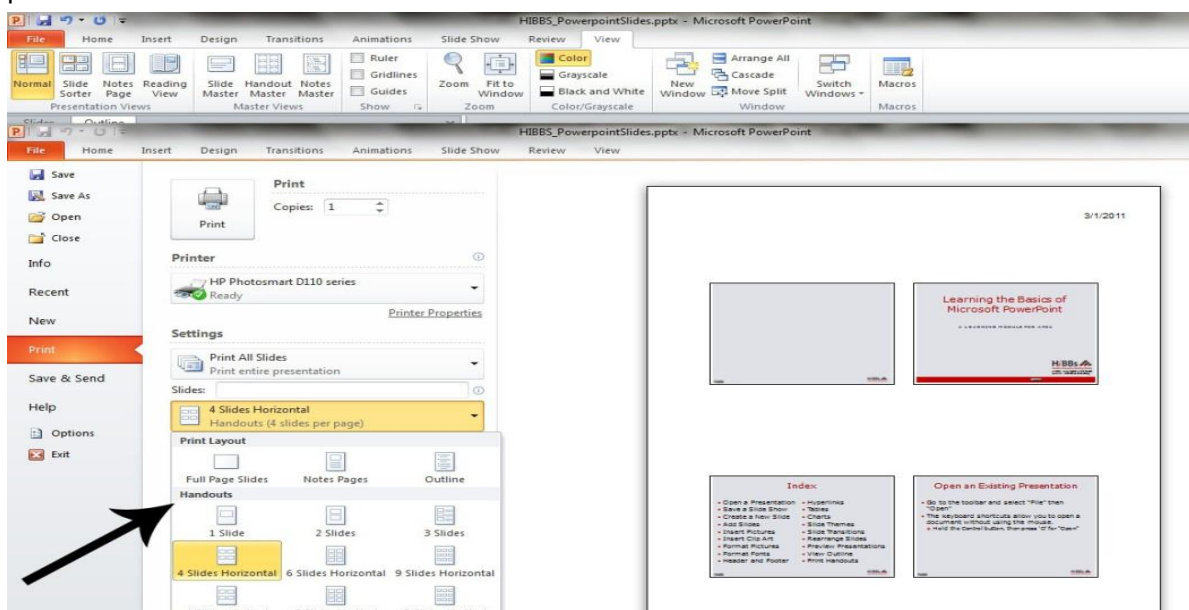 HIBBS_PowerpointSlides.pptx - Microsoft PowerPoint
File Home Insert Design Transitions Animations Slide Show Review View
Normal Slide Sorter Notes Page Reading View Slide Master Handout Master Notes Master Ruler Gridlines Guides Zoom Fit to Window Color Grayscale Black and White New Window Arrange All Cascade Move Split Switch Windows Macros
Presentation Views Master Views Show Zoom Color/Grayscale Window Macros
Slides Outline
HIBBS_PowerpointSlides.pptx - Microsoft PowerPoint
File Home Insert Design Transitions Animations Slide Show Review View
Save
Save As
Open
Close
Info
Recent
New
Print
Save & Send
Help
Options
Exit
Print
Print
Copies: 1
Printer
HP Photosmart D110 series
Ready
Printer Properties
Settings
Print All Slides
Print entire presentation
Slides:
4 Slides Horizontal
Handouts (4 slides per page)
Print Layout
Full Page Slides Notes Pages Outline
Handouts
1 Slide 2 Slides 3 Slides
4 Slides Horizontal 6 Slides Horizontal 9 Slides Horizontal
3/1/2011
Learning the Basics of
Microsoft PowerPoint
HIBBs
Index
• Open a Presentation
• Save a Slide Show
• Create a New Slide
• Add Slides
• Insert Pictures
• Insert Clip Art
• Format Pictures
• Format Fonts
• Header and Footer
• Hyperlinks
• Tables
• Charts
• Slide Themes
• Slide Transitions
• Rearrange Slides
• Preview Presentations
• View Outline
• Print Handouts
Open an Existing Presentation
• Go to the toolbar and select "File" then
"Open"
• The keyboard shortcuts allow you to open a
document without using the mouse.
• Hold the Control button, then press "O" for "Open"